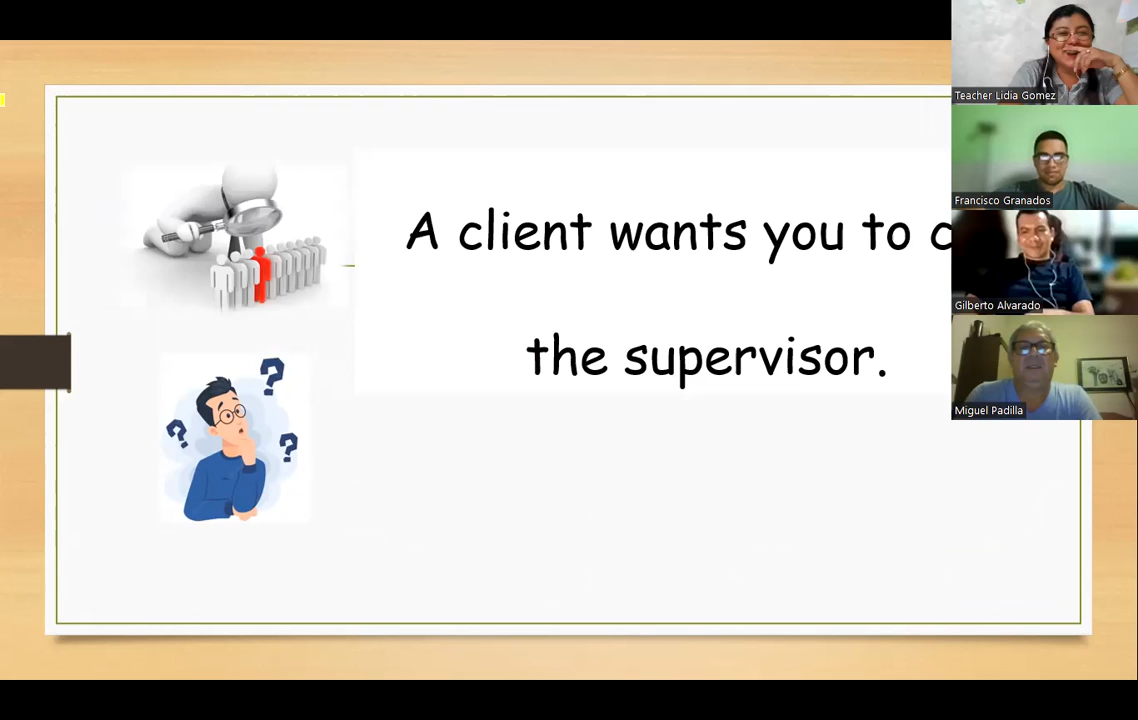 A client wants you to
the supervisor.
Teacher Lidia Gomez
Francisco Granados
Gilberto Alvarado
Miguel Padilla